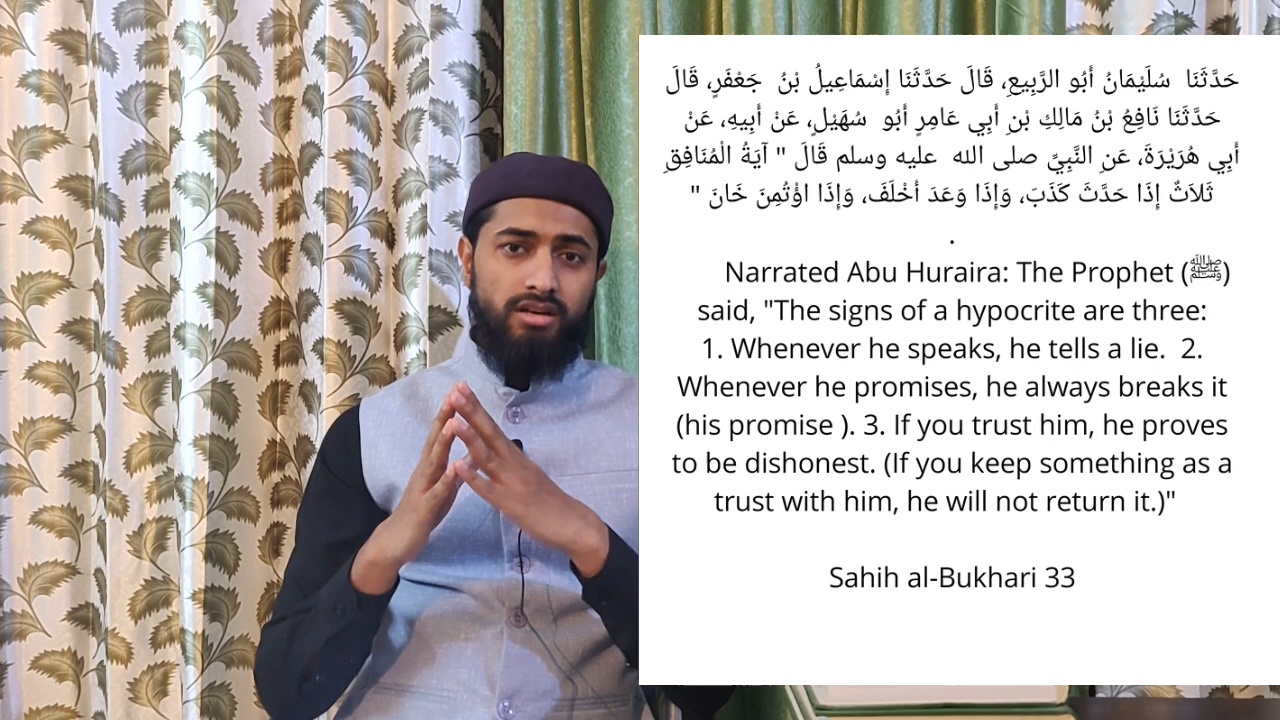 حَدَّثَنَا سُلَيْمَانُ أَبُو الرَّبِيعِ، قَالَ حَدَّثَنَا إِسْمَاعِيلُ بْنُ جَعْفَرٍ، قَالَ
حَدَّثَنَا نَافِعُ بْنُ مَالِكِ بْنِ أَبِي عَامِرٍ أَبُو سُهَيْلٍ، عَنْ أَبِيهِ، عَنْ
أَبِي هُرَيْرَةَ، عَنِ النَّبِيِّ صلى الله عليه وسلم قَالَ " آيَةُ الْمُنَافِقِ
ثَلاَثٌ إِذَا حَدَّثَ كَذَبَ، وَإِذَا وَعَدَ أَخْلَفَ، وَإِذَا اؤْتُمِنَ خَانَ "
.
Narrated Abu Huraira: The Prophet (ﷺ)
said, "The signs of a hypocrite are three:
1. Whenever he speaks, he tells a lie. 2.
Whenever he promises, he always breaks it
(his promise ). 3. If you trust him, he proves
to be dishonest. (If you keep something as a
trust with him, he will not return it.)"
Sahih al-Bukhari 33